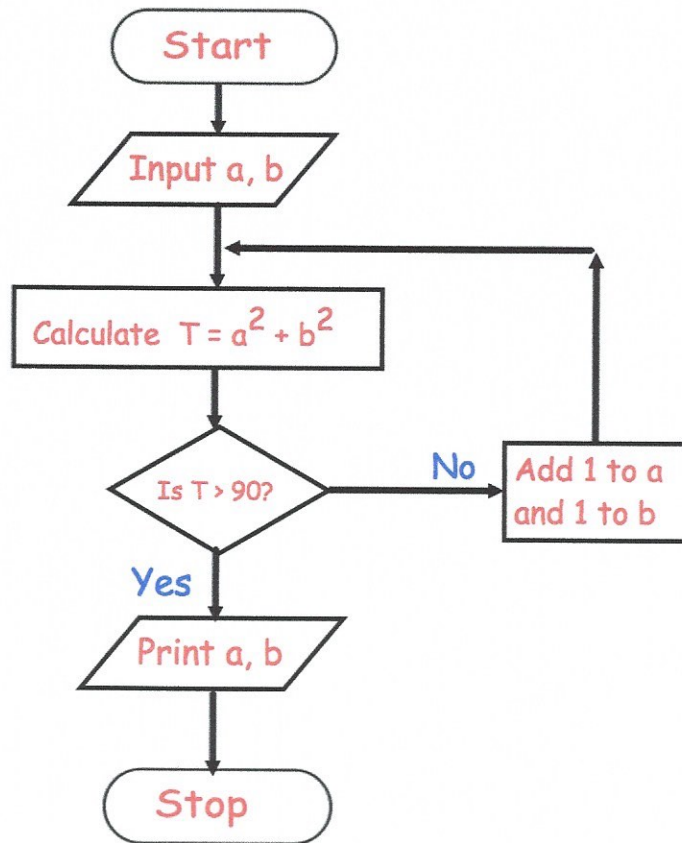 Start
Input a, b
Calculate T = a² + b²
Is T > 90?
No
Add 1 to a
and 1 to b
Yes
Print a, b
Stop